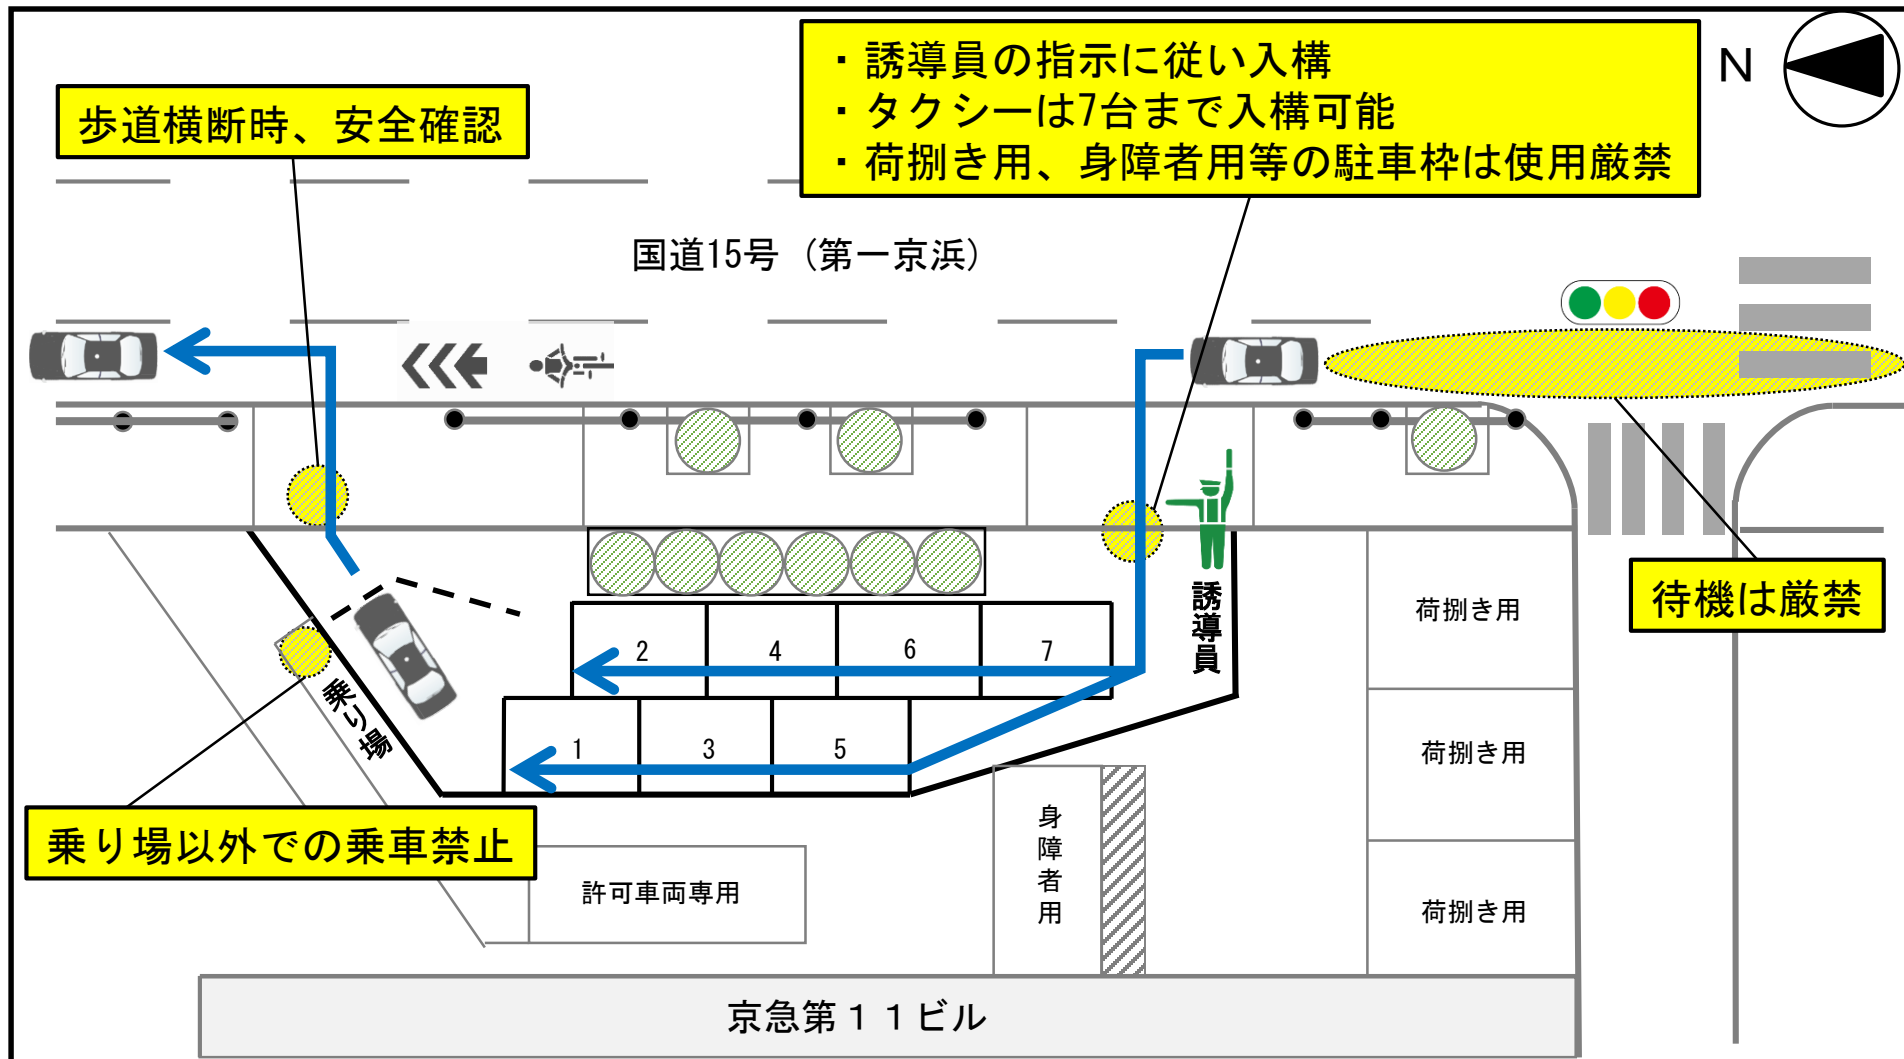 ・誘導員の指示に従い入構
・タクシーは7台まで入構可能
・荷捌き用、身障者用等の駐車枠は使用厳禁
N
歩道横断時、安全確認
国道15号（第一京浜）
待機は厳禁
誘導員
荷捌き用
2
4
6
7
乗り場
1
3
5
荷捌き用
乗り場以外での乗車禁止
身障者用
許可車両専用
荷捌き用
京急第１１ビル